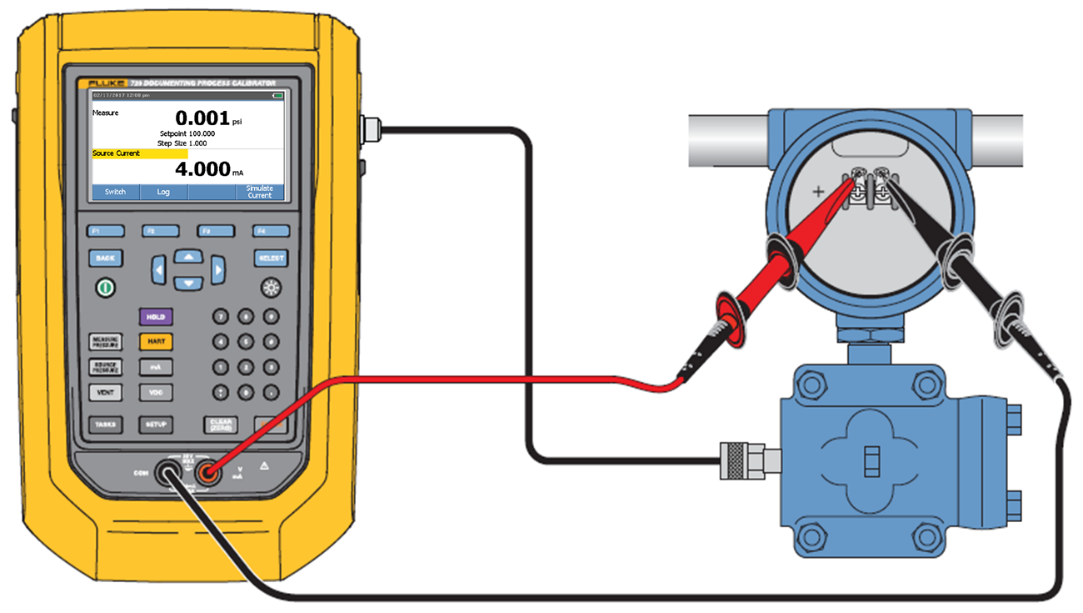 FLUKE 729 DOCUMENTING PROCESS CALIBRATOR
Measure
0.001 psi
Setpoint 100.000
Step Size 1.000
Source Current
4.000 mA
Switch Log Simulate
Current
F1 F2 F3 F4
BACK SELECT
HOLD
MEASURE
PRESSURE
HART
SOURCE
PRESSURE
mA
VENT VDC
TASKS SETUP CLEAR
(ZERO)
COM V
mA
+